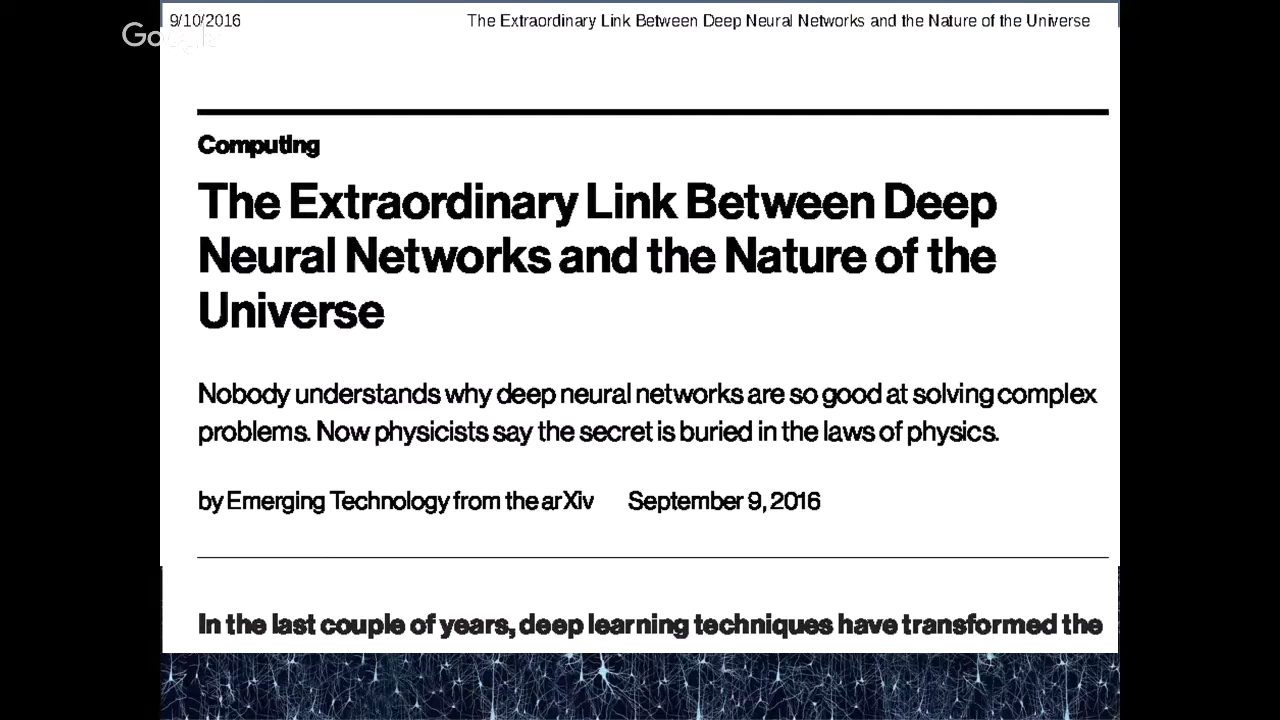 9/10/2016 The Extraordinary Link Between Deep Neural Networks and the Nature of the Universe
Google
Computing
The Extraordinary Link Between Deep
Neural Networks and the Nature of the
Universe
Nobody understands why deep neural networks are so good at solving complex
problems. Now physicists say the secret is buried in the laws of physics.
by Emerging Technology from the arXiv September 9, 2016
In the last couple of years, deep learning techniques have transformed the